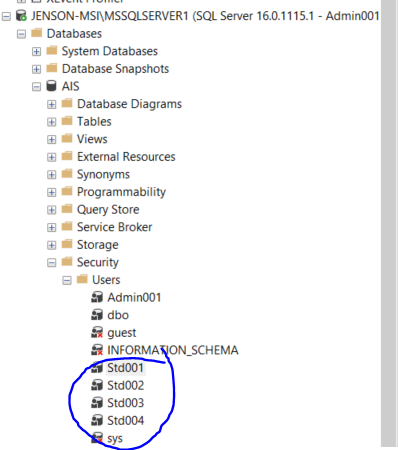 XEvent Profiler
JENSON-MSI\MSSQLSERVER1 (SQL Server 16.0.1115.1 - Admin001
Databases
System Databases
Database Snapshots
AIS
Database Diagrams
Tables
Views
External Resources
Synonyms
Programmability
Query Store
Service Broker
Storage
Security
Users
Admin001
dbo
guest
INFORMATION_SCHEMA
Std001
Std002
Std003
Std004
sys